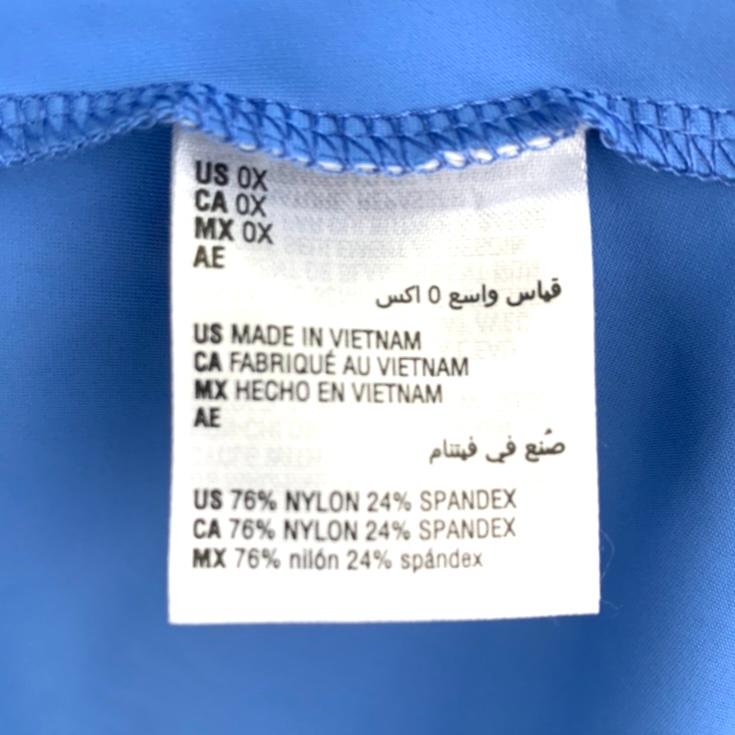 US 0X
CA 0X
MX 0X
AE
قياس واسع 0 اكس
US MADE IN VIETNAM
CA FABRIQUÉ AU VIETNAM
MX HECHO EN VIETNAM
AE
صُنع في فيتنام
US 76% NYLON 24% SPANDEX
CA 76% NYLON 24% SPANDEX
MX 76% nilón 24% spándex